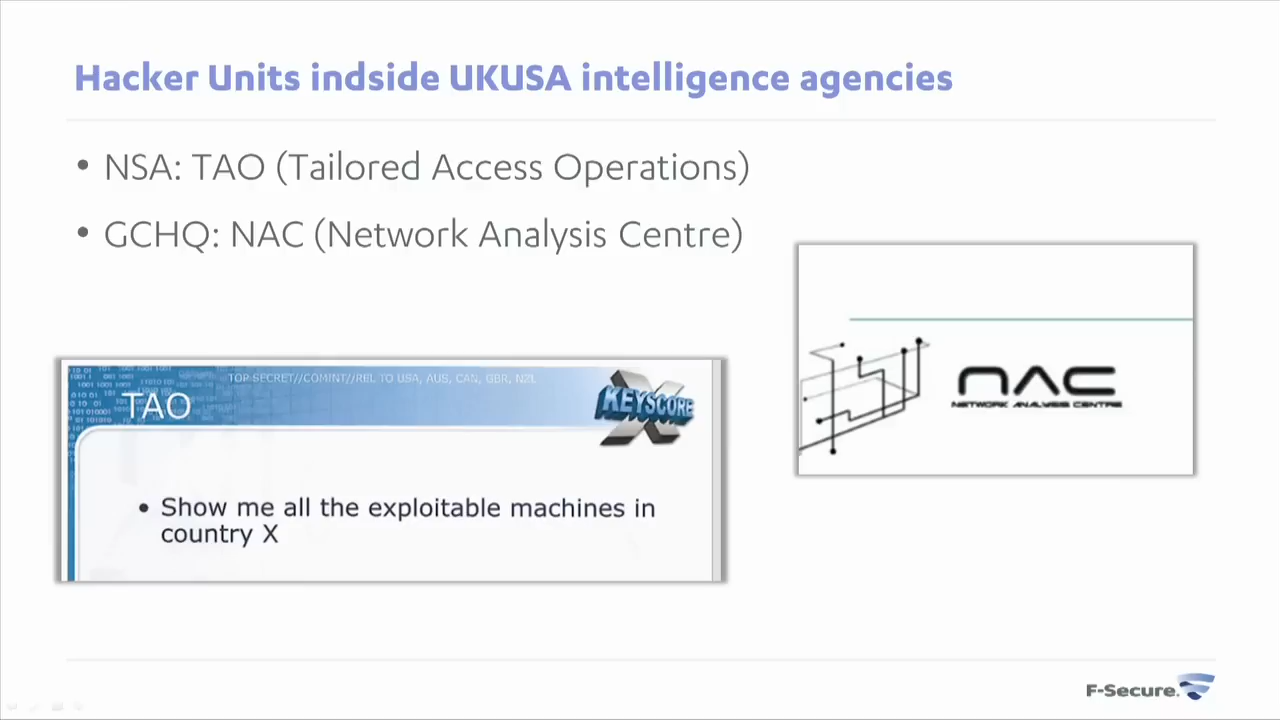 Hacker Units indside UKUSA intelligence agencies
• NSA: TAO (Tailored Access Operations)
• GCHQ: NAC (Network Analysis Centre)
TOP SECRET//COMINT//REL TO USA, AUS, CAN, GBR, NZL
TAO
X KEYSCORE
• Show me all the exploitable machines in
country X
NAC
NETWORK ANALYSIS CENTRE
F-Secure.